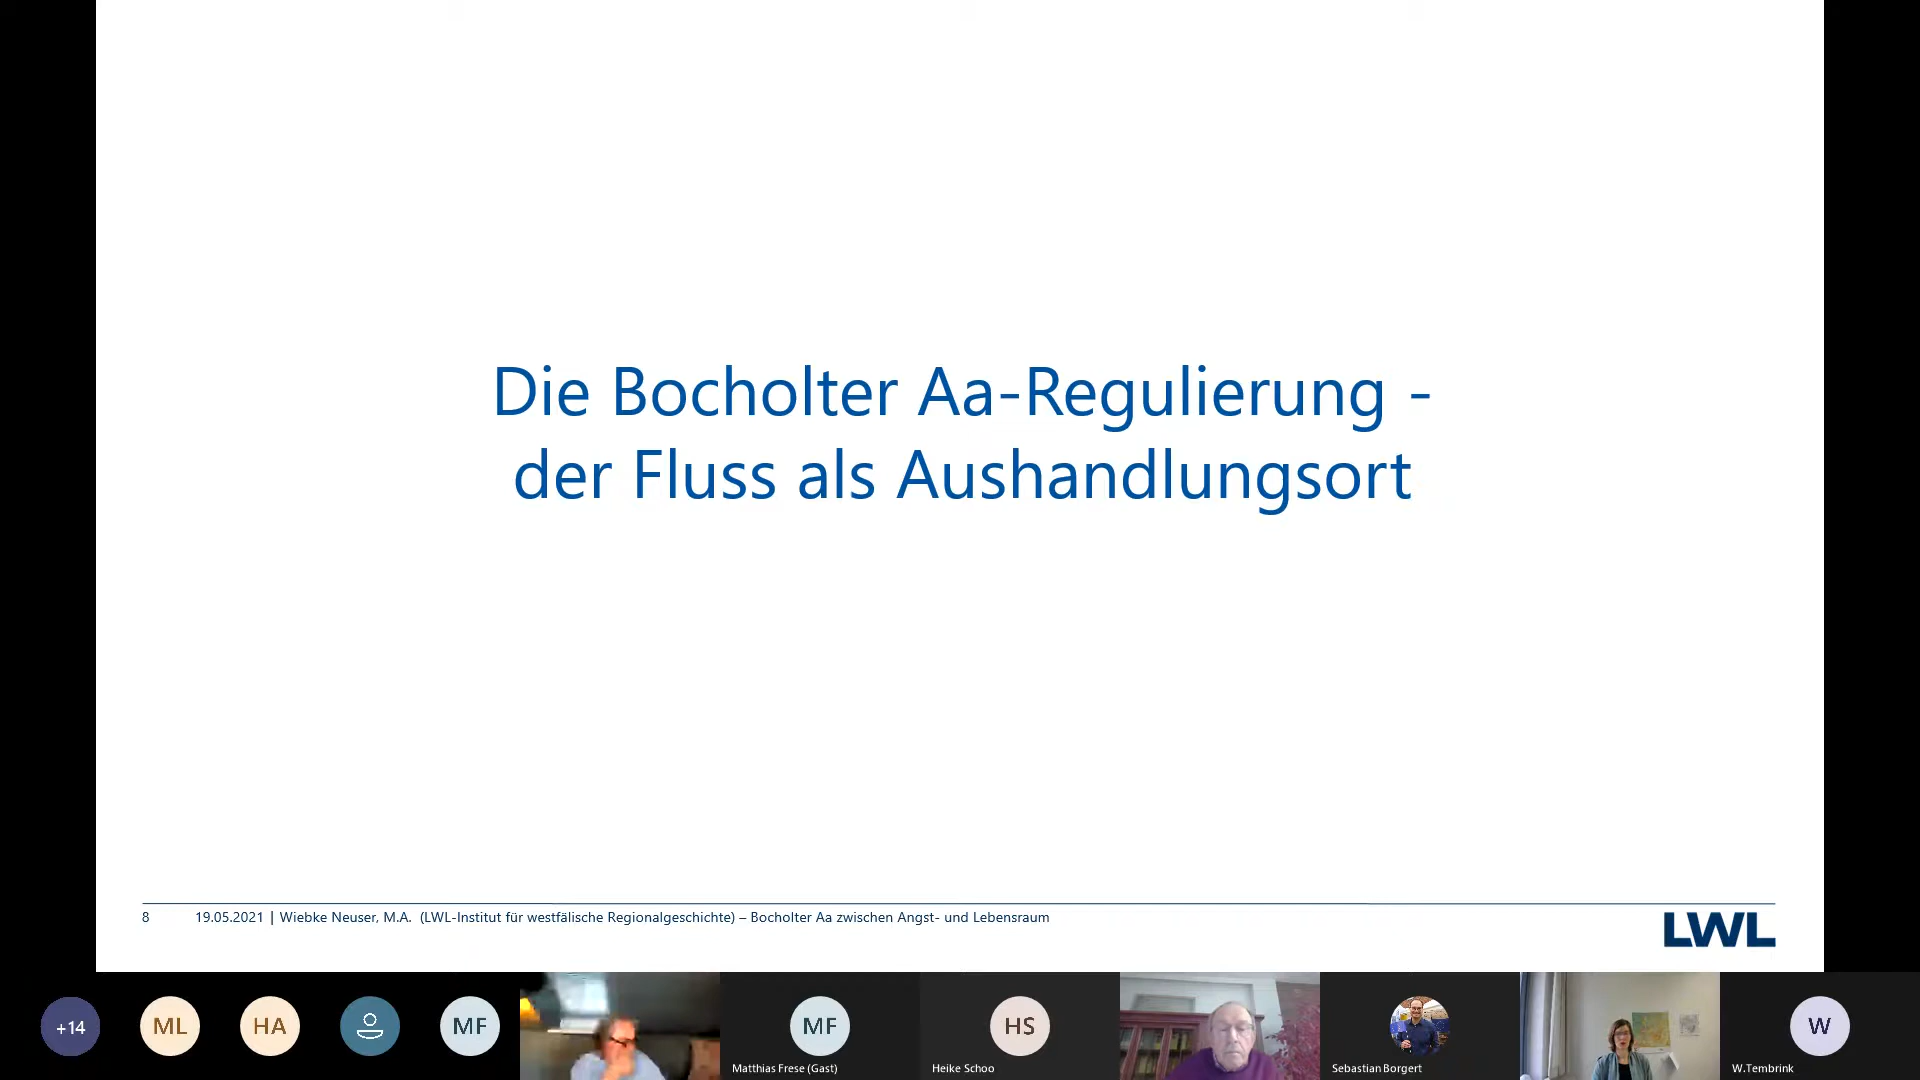 Die Bocholter Aa-Regulierung -
der Fluss als Aushandlungsort
8 19.05.2021 | Wiebke Neuser, M.A. (LWL-Institut für westfälische Regionalgeschichte) – Bocholter Aa zwischen Angst- und Lebensraum
LWL
+14 ML HA MF MF HS W
Matthias Frese (Gast) Heike Schoo Sebastian Borgert W.Tembrink